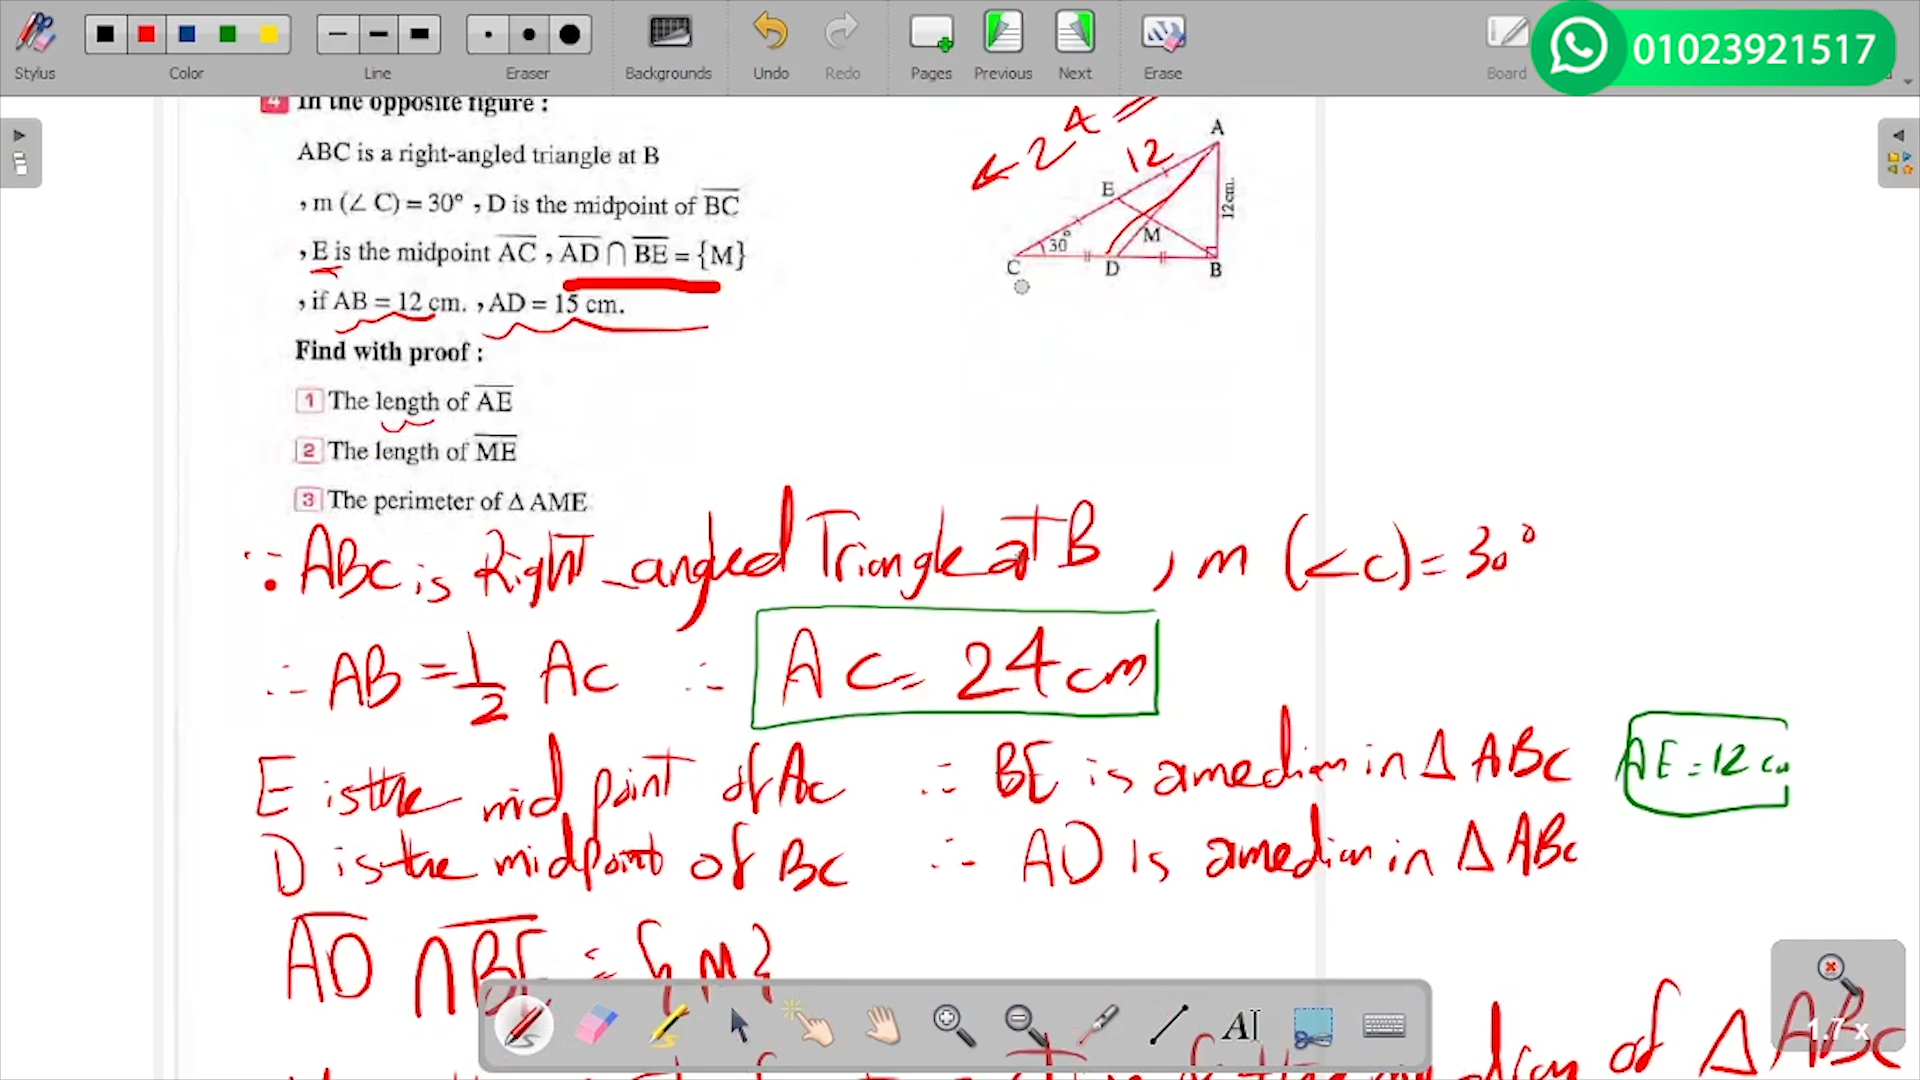 Stylus Color Line Eraser Backgrounds Undo Redo Pages Previous Next Erase Board
01023921517
4 In the opposite figure :
ABC is a right-angled triangle at B
, m (∠ C) = 30° , D is the midpoint of BC
, E is the midpoint AC , AD ∩ BE = {M}
, if AB = 12 cm. , AD = 15 cm.
Find with proof :
1 The length of AE
2 The length of ME
3 The perimeter of Δ AME
24
12
A
E
M
12cm.
30°
C
D
B
∵ ABC is Right-angled Triangle at B , m (<C) = 30°
∴ AB = 1/2 AC ∴ AC = 24 cm
E is the mid point of AC ∴ BE is a median in Δ ABC
AE = 12 cm
D is the midpoint of BC ∴ AD is a median in Δ ABC
AD ∩ BE = {M}
of Δ ABC
1.7 x